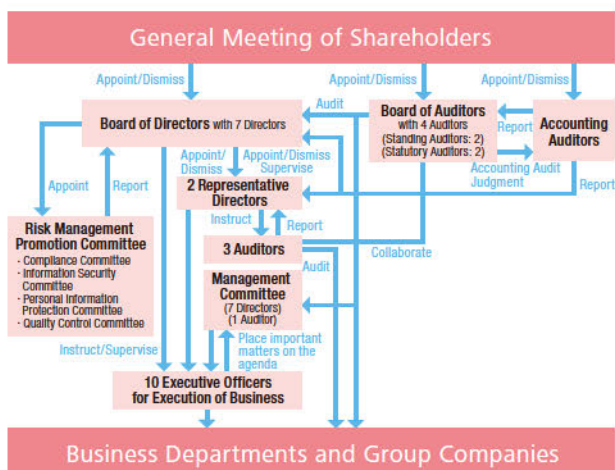 General Meeting of Shareholders
Appoint/Dismiss
Appoint/Dismiss
Appoint/Dismiss
Audit
Board of Directors with 7 Directors
Board of Auditors
with 4 Auditors
(Standing Auditors: 2)
(Statutory Auditors: 2)
Report
Accounting
Auditors
Appoint
Report
Appoint/
Dismiss
Appoint/Dismiss
Supervise
Accounting Audit
Judgment
Report
2 Representative
Directors
Instruct
Report
Risk Management
Promotion Committee
· Compliance Committee
· Information Security
Committee
· Personal Information
Protection Committee
· Quality Control Committee
3 Auditors
Audit
Collaborate
Management
Committee
(7 Directors)
(1 Auditor)
Instruct/Supervise
Place important
matters on the
agenda
10 Executive Officers
for Execution of Business
Business Departments and Group Companies